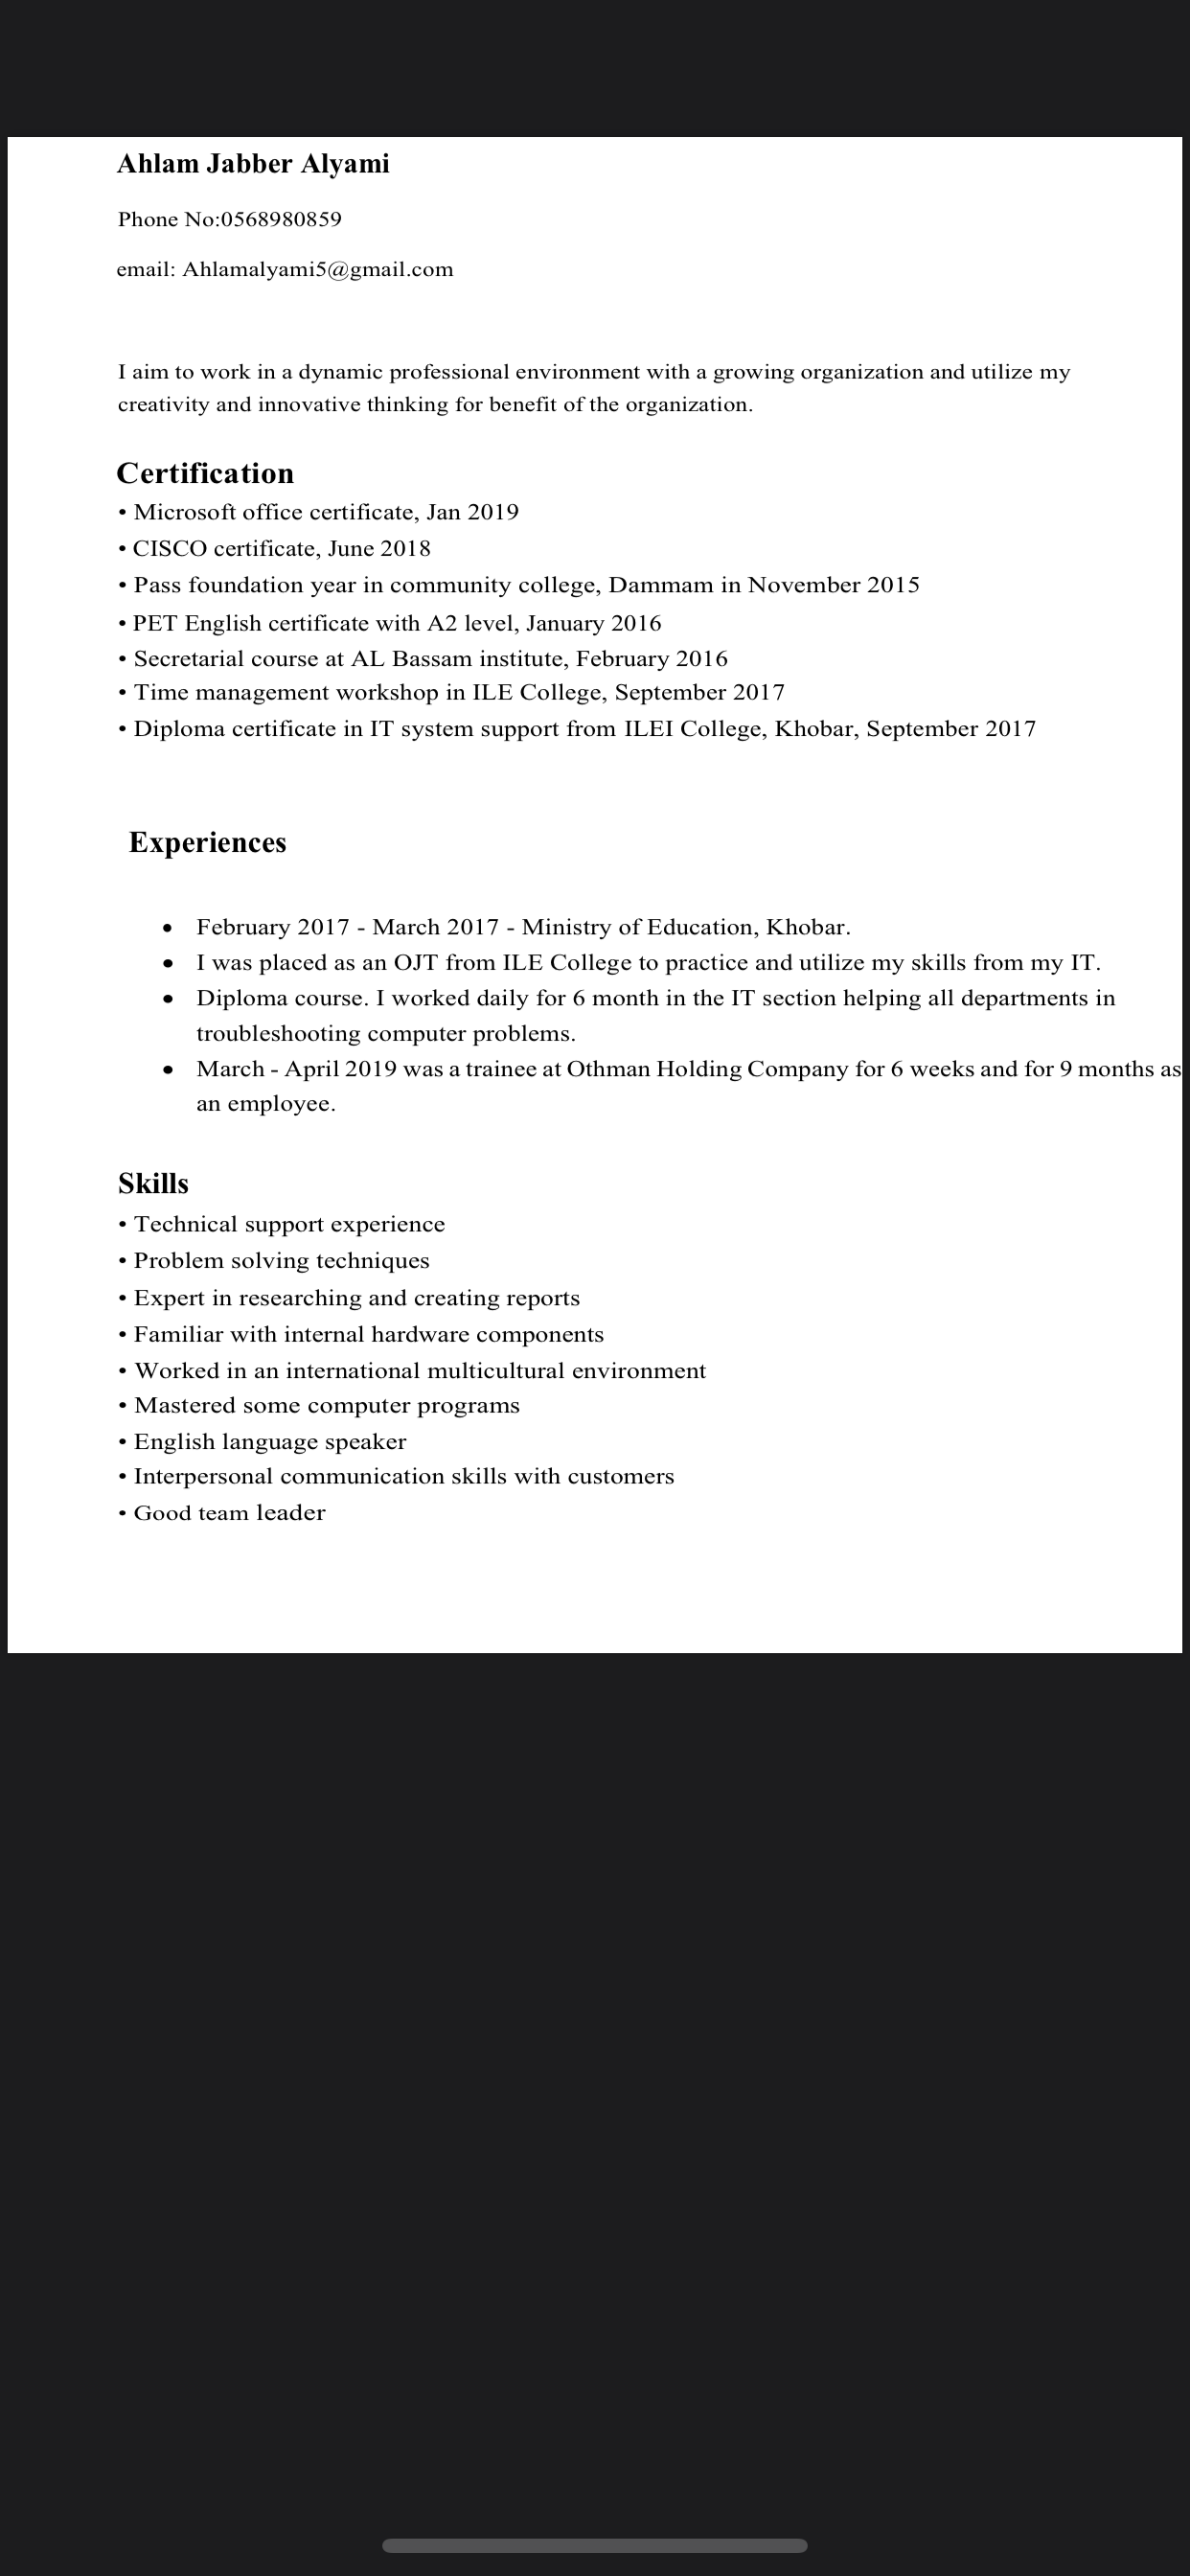 Ahlam Jabber Alyami
Phone No:0568980859
email: Ahlamalyami5@gmail.com
I aim to work in a dynamic professional environment with a growing organization and utilize my
creativity and innovative thinking for benefit of the organization.
Certification
• Microsoft office certificate, Jan 2019
• CISCO certificate, June 2018
• Pass foundation year in community college, Dammam in November 2015
• PET English certificate with A2 level, January 2016
• Secretarial course at AL Bassam institute, February 2016
• Time management workshop in ILE College, September 2017
• Diploma certificate in IT system support from ILEI College, Khobar, September 2017
Experiences
• February 2017 - March 2017 - Ministry of Education, Khobar.
• I was placed as an OJT from ILE College to practice and utilize my skills from my IT.
• Diploma course. I worked daily for 6 month in the IT section helping all departments in
troubleshooting computer problems.
• March - April 2019 was a trainee at Othman Holding Company for 6 weeks and for 9 months as
an employee.
Skills
• Technical support experience
• Problem solving techniques
• Expert in researching and creating reports
• Familiar with internal hardware components
• Worked in an international multicultural environment
• Mastered some computer programs
• English language speaker
• Interpersonal communication skills with customers
• Good team leader